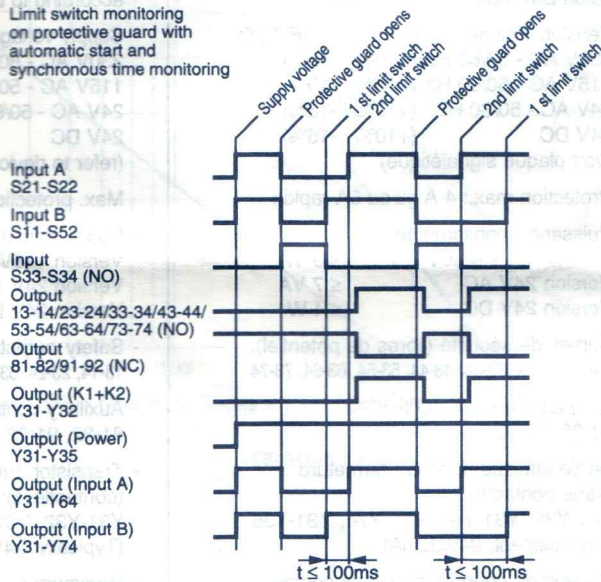 Limit switch monitoring
on protective guard with
automatic start and
synchronous time monitoring
Supply voltage
Protective guard opens
1 st limit switch
2nd limit switch
Protective guard opens
2nd limit switch
1 st limit switch
Input A
S21-S22
Input B
S11-S52
Input
S33-S34 (NO)
Output
13-14/23-24/33-34/43-44/
53-54/63-64/73-74 (NO)
Output
81-82/91-92 (NC)
Output (K1+K2)
Y31-Y32
Output (Power)
Y31-Y35
Output (Input A)
Y31-Y64
Output (Input B)
Y31-Y74
t ≤ 100ms
t ≤ 100ms